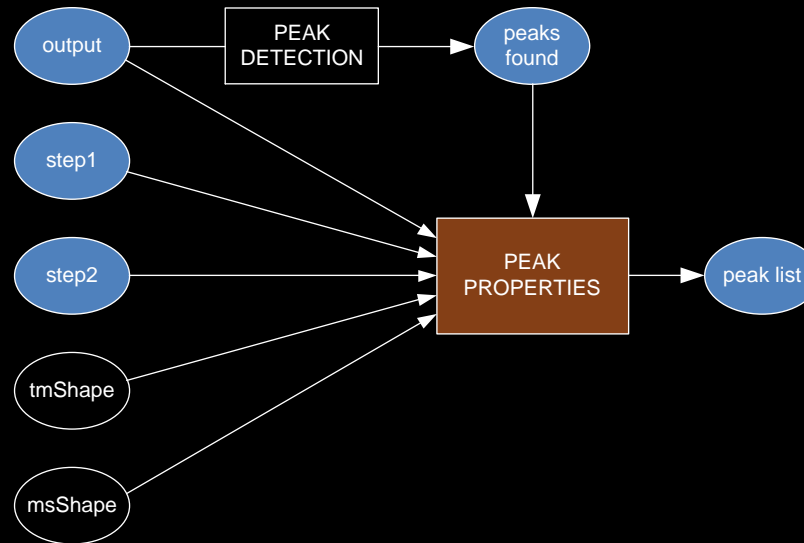 output
PEAK
DETECTION
peaks
found
step1
step2
PEAK
PROPERTIES
peak list
tmShape
msShape